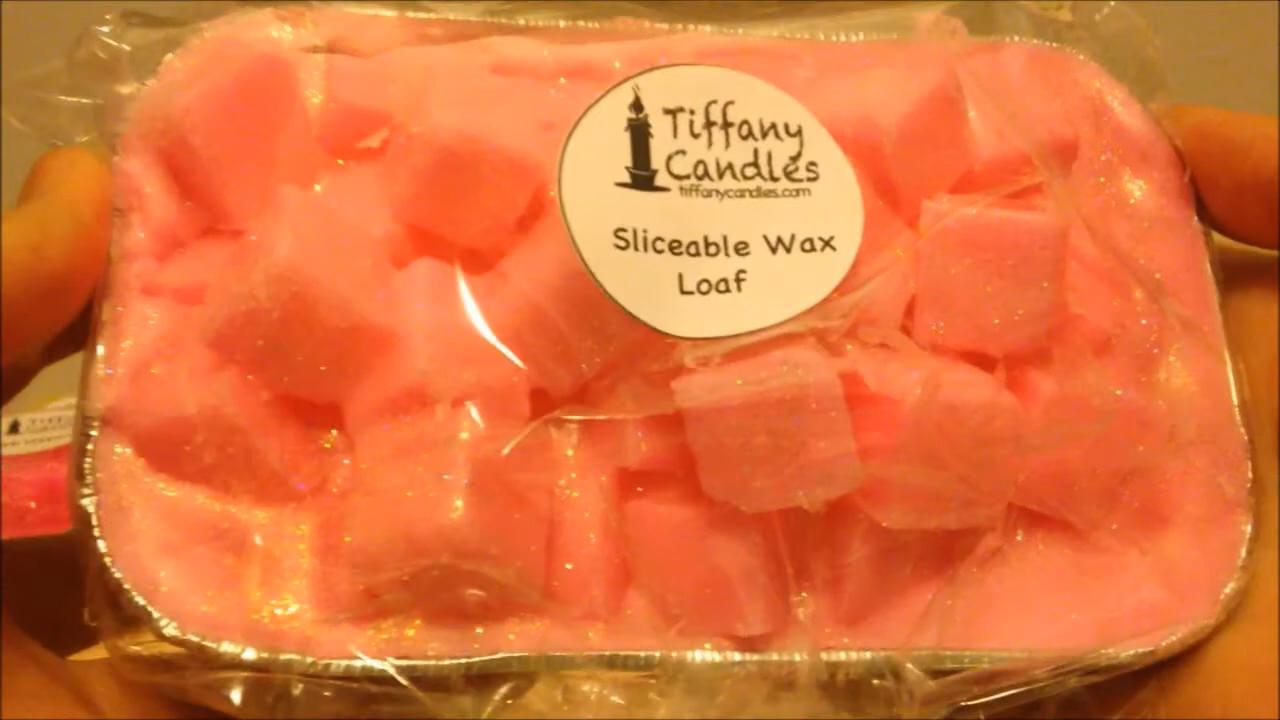 Tiffany
Candles
tiffanycandles.com
Sliceable Wax
Loaf